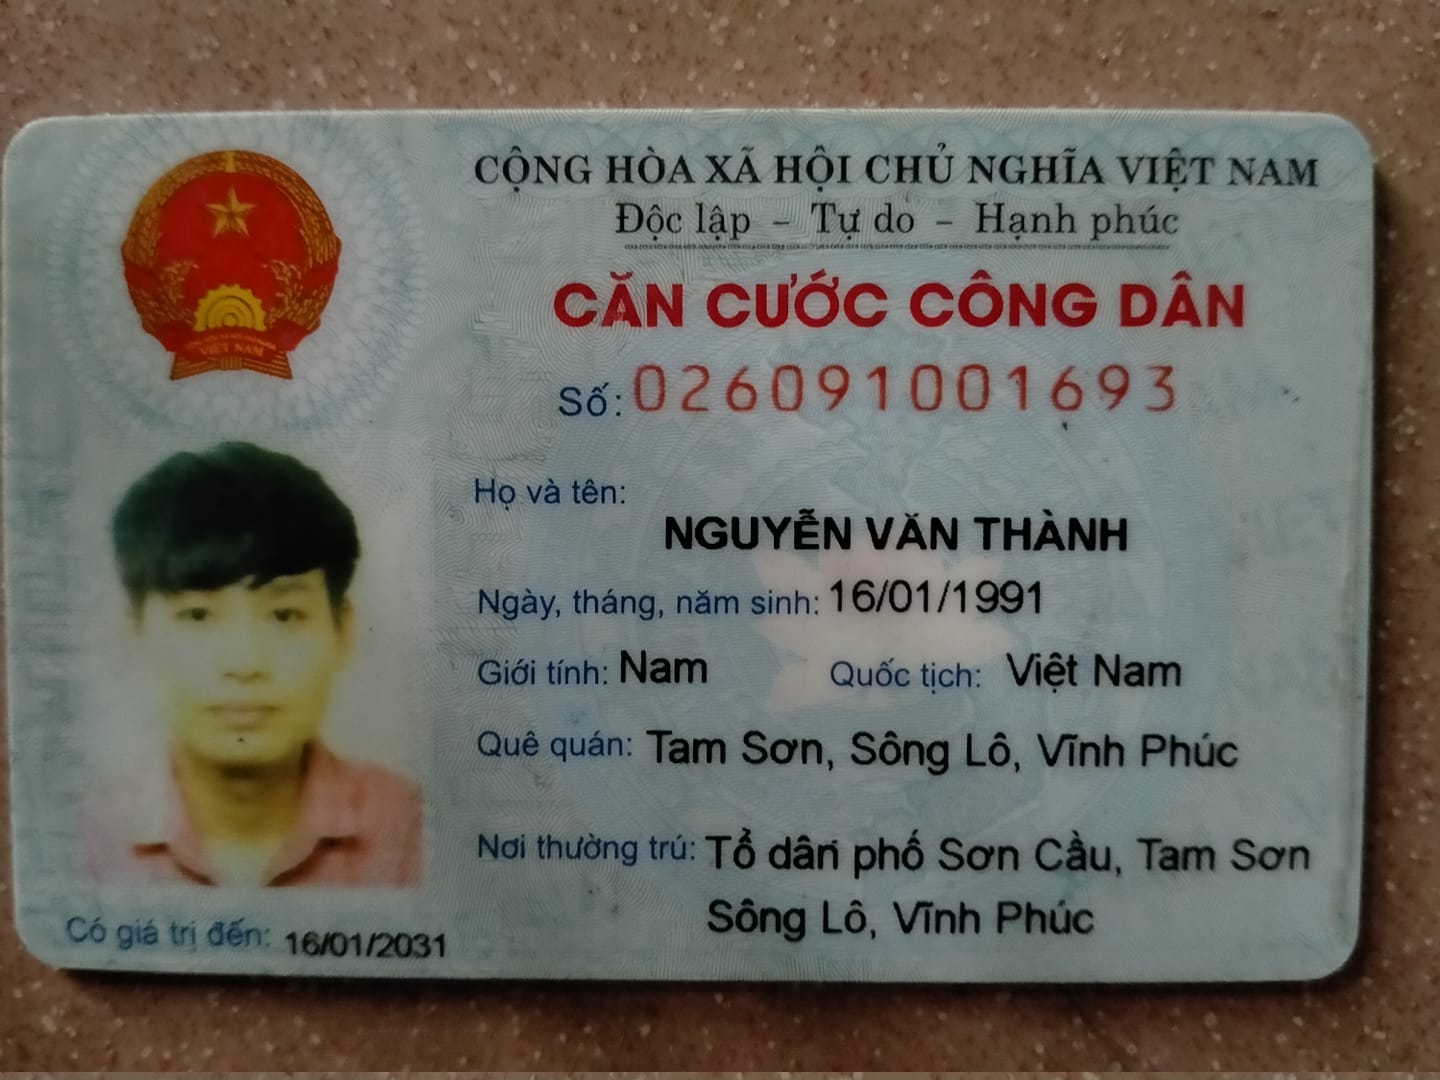 CỘNG HÒA XÃ HỘI CHỦ NGHĨA VIỆT NAM
Độc lập - Tự do - Hạnh phúc
CĂN CƯỚC CÔNG DÂN
Số: 026091001693
Họ và tên:
NGUYỄN VĂN THÀNH
Ngày, tháng, năm sinh: 16/01/1991
Giới tính: Nam Quốc tịch: Việt Nam
Quê quán: Tam Sơn, Sông Lô, Vĩnh Phúc
Nơi thường trú: Tổ dân phố Sơn Cầu, Tam Sơn
Sông Lô, Vĩnh Phúc
Có giá trị đến: 16/01/2031
VIỆT NAM